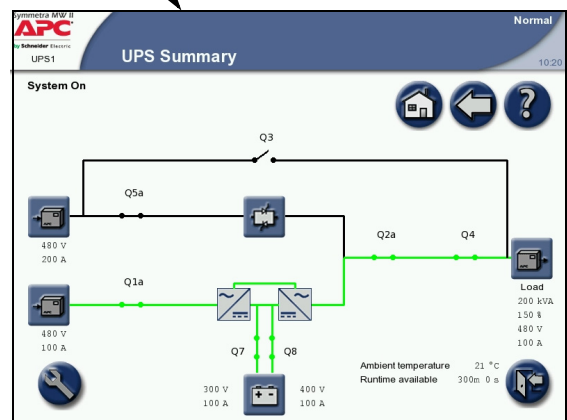 Symmetra MW II
APC
by Schneider Electric
UPS1
UPS Summary
Normal
10:20
System On
Q3
Q5a
480 V
200 A
Q2a
Q4
Q1a
Load
200 kVA
150 %
480 V
100 A
480 V
100 A
Q7
Q8
300 V
100 A
400 V
100 A
Ambient temperature 21 °C
Runtime available 300m 0 s